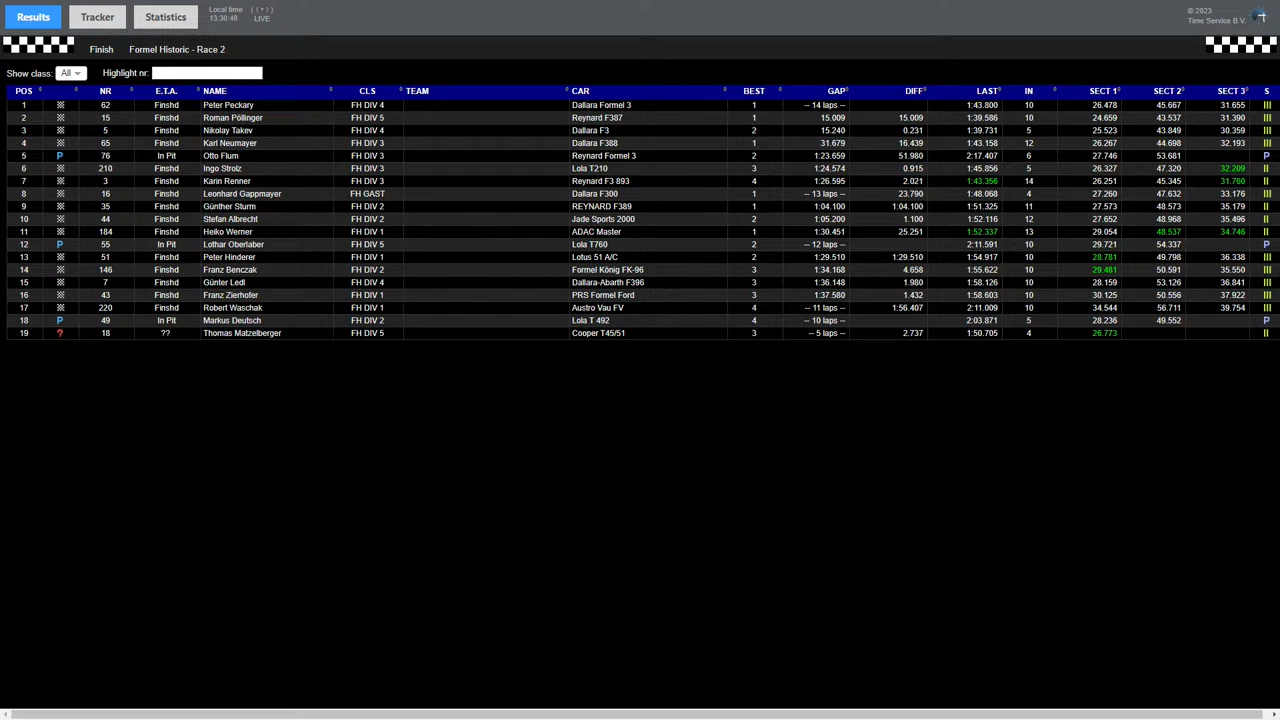 Results Tracker Statistics Local time 13:30:48 ((•)) LIVE © 2023 Time Service B.V.
Finish Formel Historic - Race 2
Show class: All Highlight nr:
POS NR E.T.A. NAME CLS TEAM CAR BEST GAP DIFF LAST IN SECT 1 SECT 2 SECT 3 S
1 62 Finshd Peter Peckary FH DIV 4 Dallara Formel 3 1 -- 14 laps -- 1:43.800 10 26.478 45.667 31.655 III
2 15 Finshd Roman Pöllinger FH DIV 5 Reynard F387 1 15.009 15.009 1:39.586 10 24.659 43.537 31.390 III
3 5 Finshd Nikolay Takev FH DIV 4 Dallara F3 2 15.240 0.231 1:39.731 5 25.523 43.849 30.359 III
4 65 Finshd Karl Neumayer FH DIV 3 Dallara F388 1 31.679 16.439 1:43.158 12 26.267 44.698 32.193 III
5 P 76 In Pit Otto Flum FH DIV 3 Reynard Formel 3 2 1:23.659 51.980 2:17.407 6 27.746 53.681 P
6 210 Finshd Ingo Strolz FH DIV 3 Lola T210 3 1:24.574 0.915 1:45.856 5 26.327 47.320 32.209 II
7 3 Finshd Karin Renner FH DIV 3 Reynard F3 893 4 1:26.595 2.021 1:43.356 14 26.251 45.345 31.760 II
8 16 Finshd Leonhard Gappmayer FH GAST Dallara F300 1 -- 13 laps -- 23.790 1:48.068 4 27.260 47.632 33.176 III
9 35 Finshd Günther Sturm FH DIV 2 REYNARD F389 1 1:04.100 1:04.100 1:51.325 11 27.573 48.573 35.179 II
10 44 Finshd Stefan Albrecht FH DIV 2 Jade Sports 2000 2 1:05.200 1.100 1:52.116 12 27.652 48.968 35.496 II
11 184 Finshd Heiko Werner FH DIV 1 ADAC Master 1 1:30.451 25.251 1:52.337 13 29.054 48.537 34.746 II
12 P 55 In Pit Lothar Oberlaber FH DIV 2 Lola T760 2 -- 12 laps -- 2:11.591 10 29.721 54.337 P
13 51 Finshd Peter Hinderer FH DIV 1 Lotus 51 A/C 2 1:29.510 1:29.510 1:54.917 10 28.781 49.798 36.338 III
14 146 Finshd Franz Benczak FH DIV 2 Formel König FK-96 3 1:34.168 4.658 1:55.622 10 29.481 50.591 35.550 III
15 7 Finshd Günter Ledl FH DIV 4 Dallara-Abarth F396 3 1:36.148 1.980 1:58.126 10 28.159 53.126 36.841 III
16 43 Finshd Franz Zierhofer FH DIV 1 PRS Formel Ford 3 1:37.580 1.432 1:58.603 10 30.125 50.556 37.922 III
17 220 Finshd Robert Waschak FH DIV 1 Austro Vau FV 4 -- 11 laps -- 1:56.407 2:11.009 10 34.544 56.711 39.754 III
18 P 49 In Pit Markus Deutsch FH DIV 2 Lola T 492 4 -- 10 laps -- 2:03.871 5 28.236 49.552 P
19 ? 18 ?? Thomas Matzelberger FH DIV 5 Cooper T45/51 3 -- 5 laps -- 2.737 1:50.705 4 26.773 II